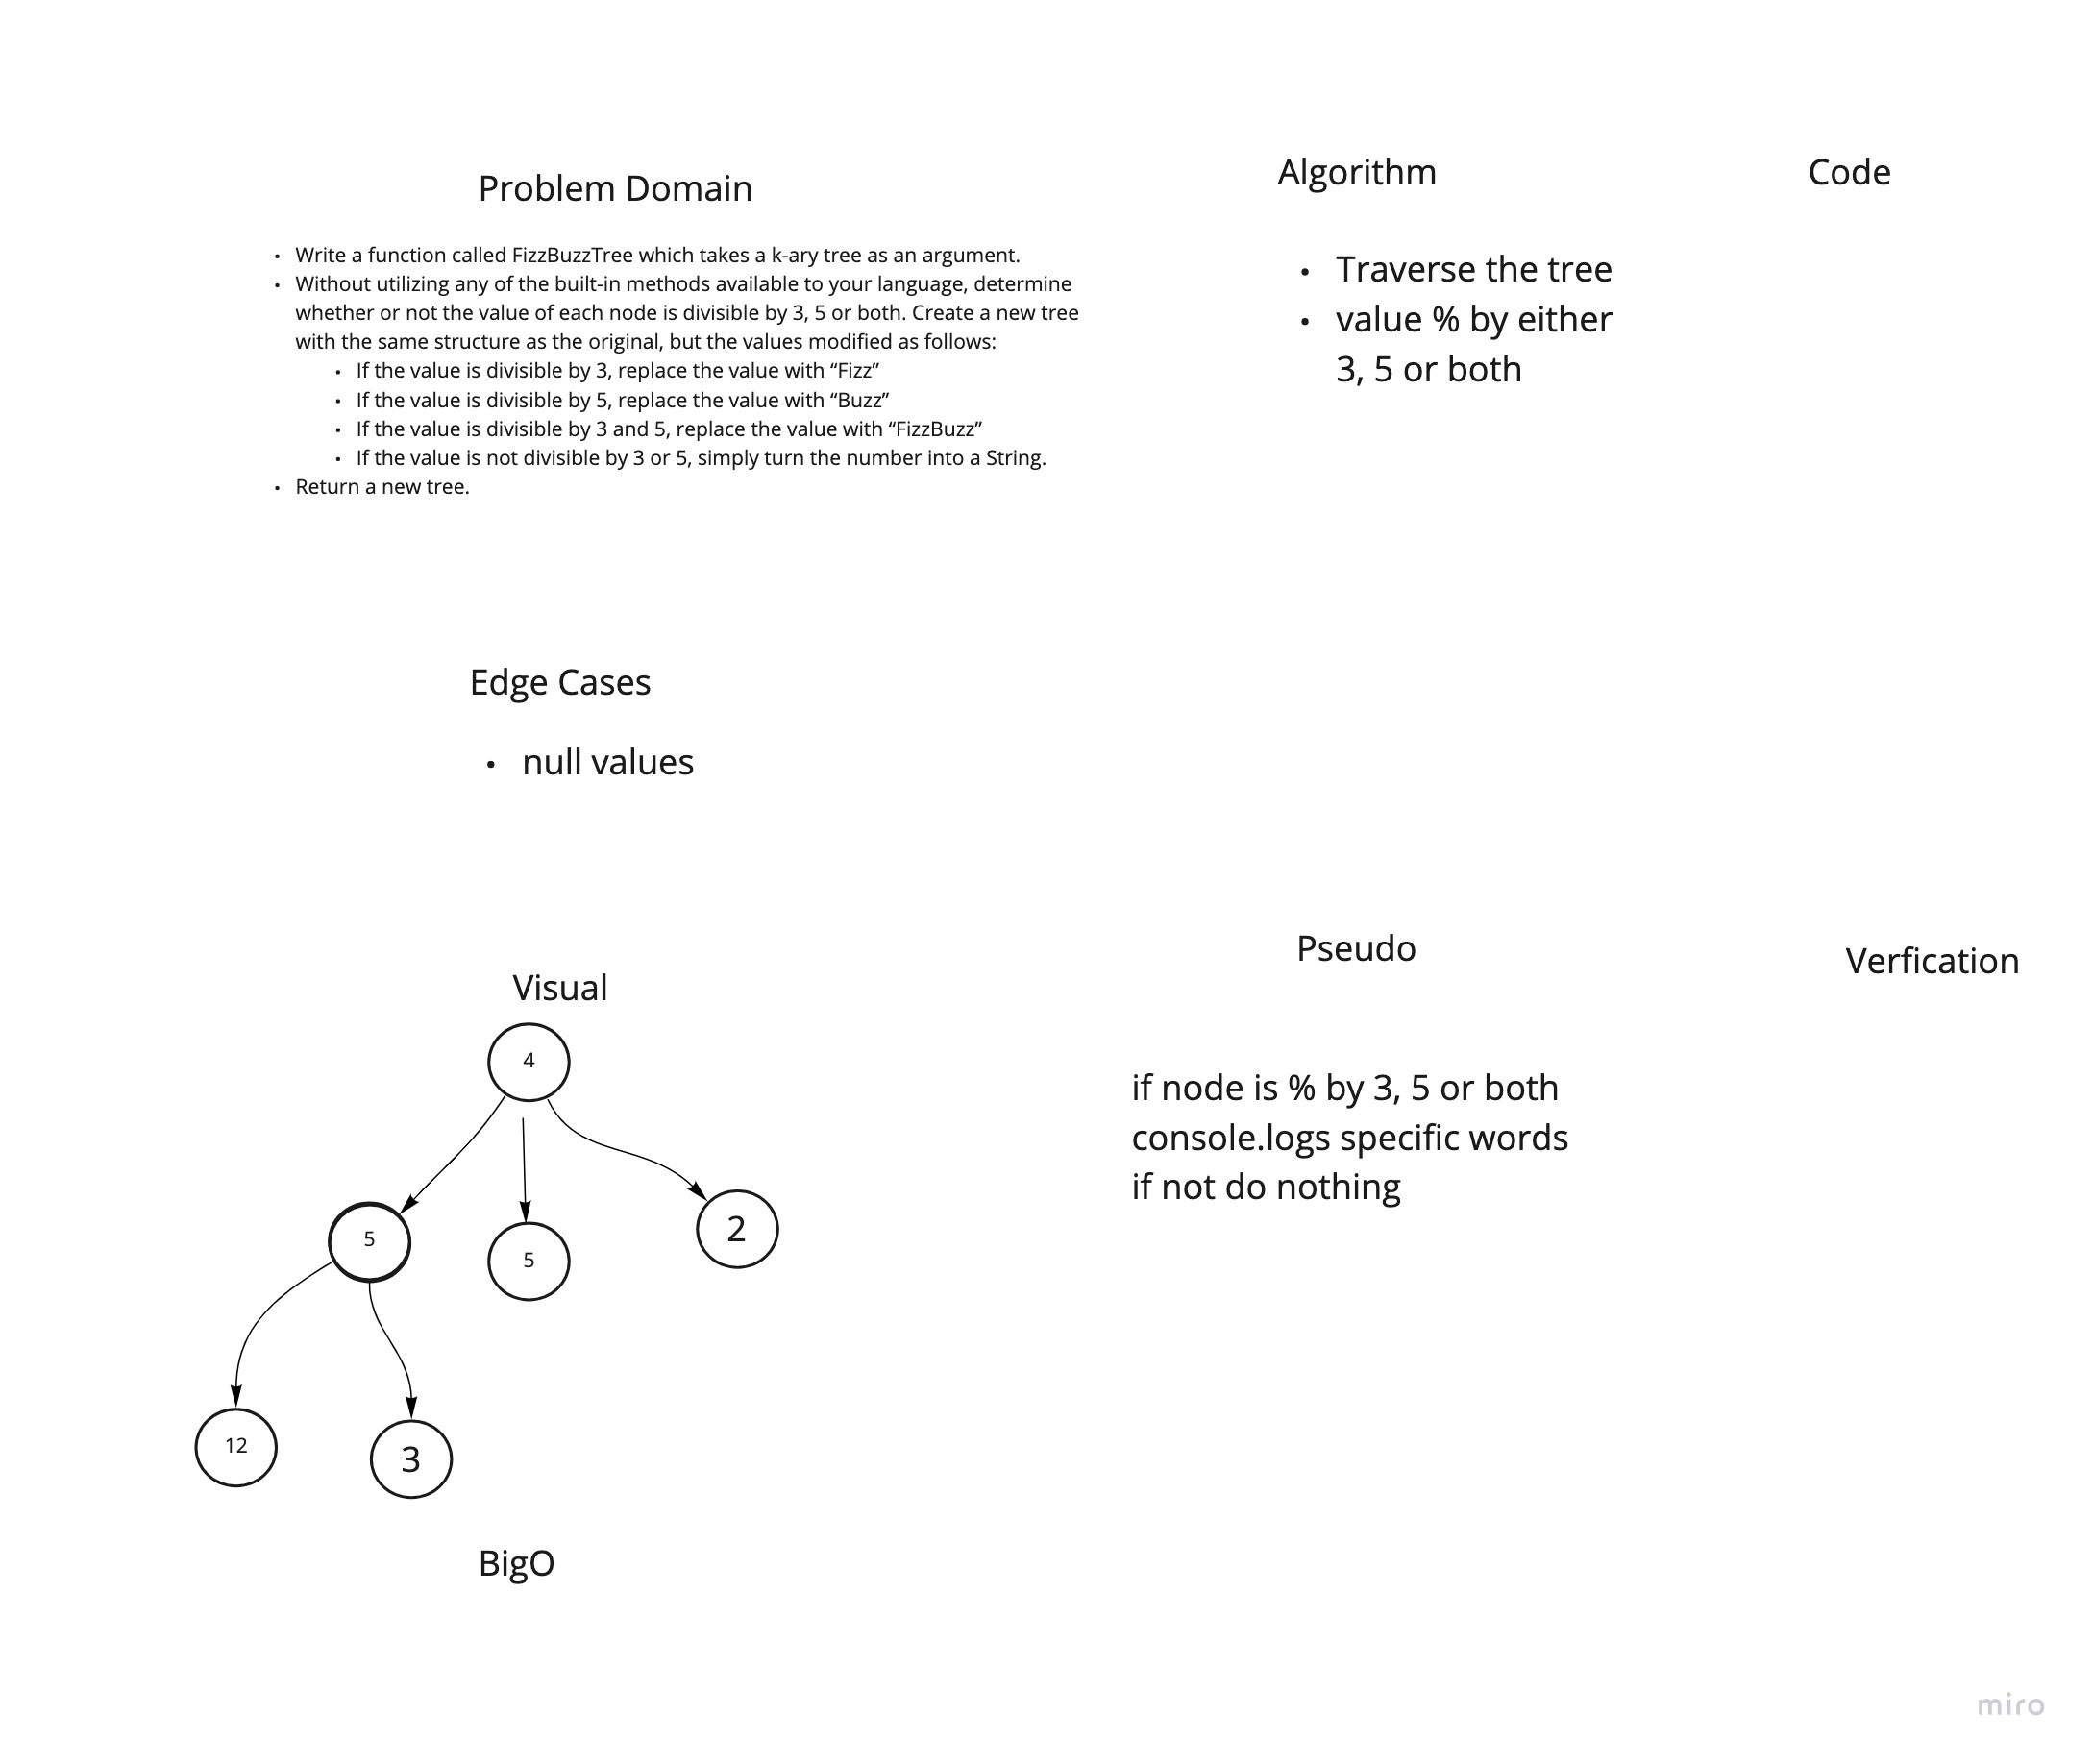 Problem Domain
• Write a function called FizzBuzzTree which takes a k-ary tree as an argument.
• Without utilizing any of the built-in methods available to your language, determine
whether or not the value of each node is divisible by 3, 5 or both. Create a new tree
with the same structure as the original, but the values modified as follows:
• If the value is divisible by 3, replace the value with “Fizz”
• If the value is divisible by 5, replace the value with “Buzz”
• If the value is divisible by 3 and 5, replace the value with “FizzBuzz”
• If the value is not divisible by 3 or 5, simply turn the number into a String.
• Return a new tree.
Algorithm
• Traverse the tree
• value % by either
3, 5 or both
Code
Edge Cases
• null values
Visual
4
5
5
2
12
3
BigO
Pseudo
if node is % by 3, 5 or both
console.logs specific words
if not do nothing
Verfication
miro